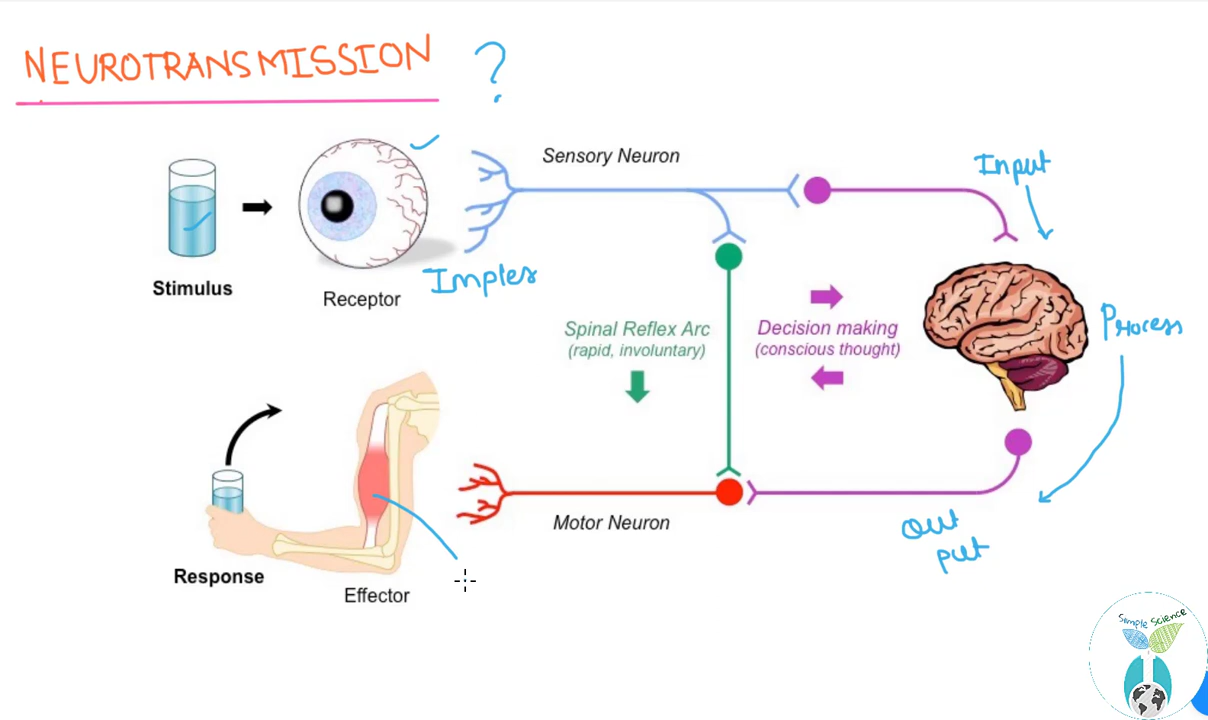 NEUROTRANSMISSION ?
Sensory Neuron
Input
Stimulus
Receptor
Imples
Spinal Reflex Arc
(rapid, involuntary)
Decision making
(conscious thought)
Process
Motor Neuron
Out
put
Response
Effector
Semple Science